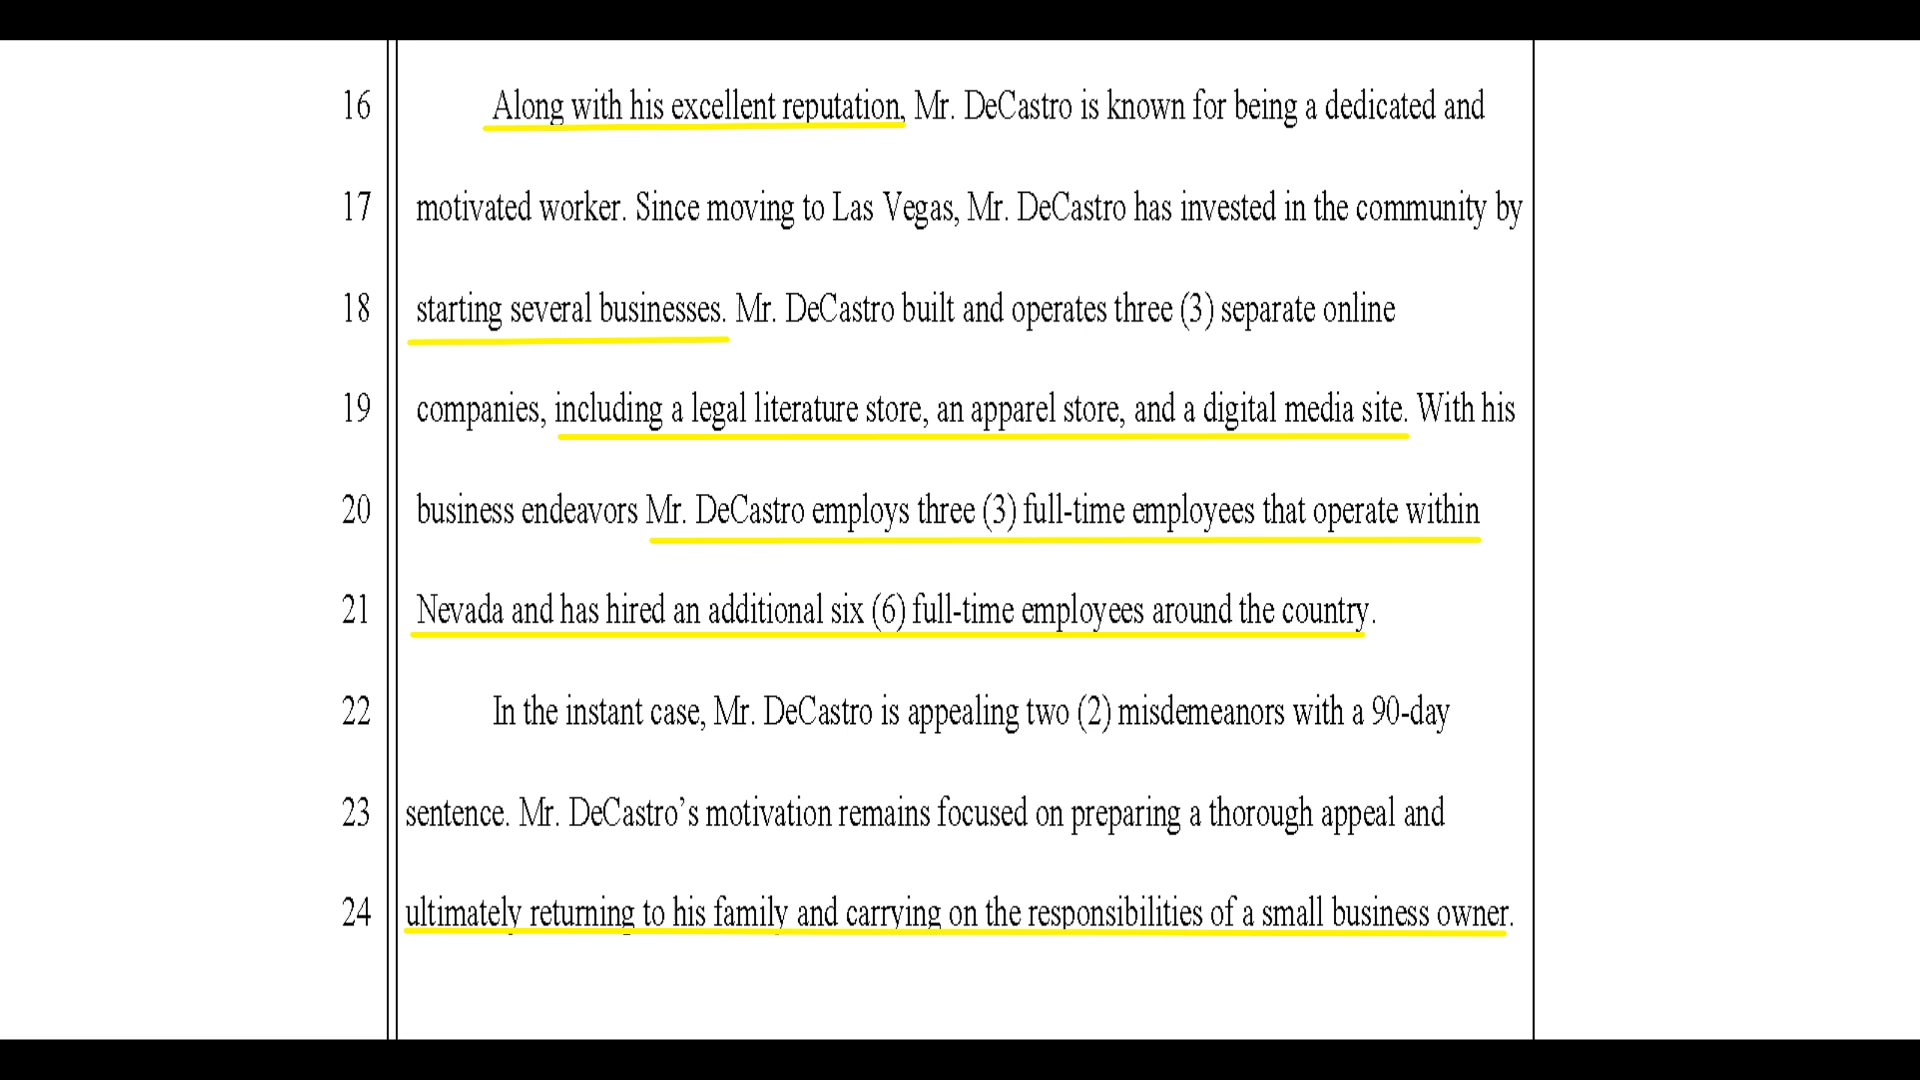 16 Along with his excellent reputation, Mr. DeCastro is known for being a dedicated and
17 motivated worker. Since moving to Las Vegas, Mr. DeCastro has invested in the community by
18 starting several businesses. Mr. DeCastro built and operates three (3) separate online
19 companies, including a legal literature store, an apparel store, and a digital media site. With his
20 business endeavors Mr. DeCastro employs three (3) full-time employees that operate within
21 Nevada and has hired an additional six (6) full-time employees around the country.
22 In the instant case, Mr. DeCastro is appealing two (2) misdemeanors with a 90-day
23 sentence. Mr. DeCastro’s motivation remains focused on preparing a thorough appeal and
24 ultimately returning to his family and carrying on the responsibilities of a small business owner.